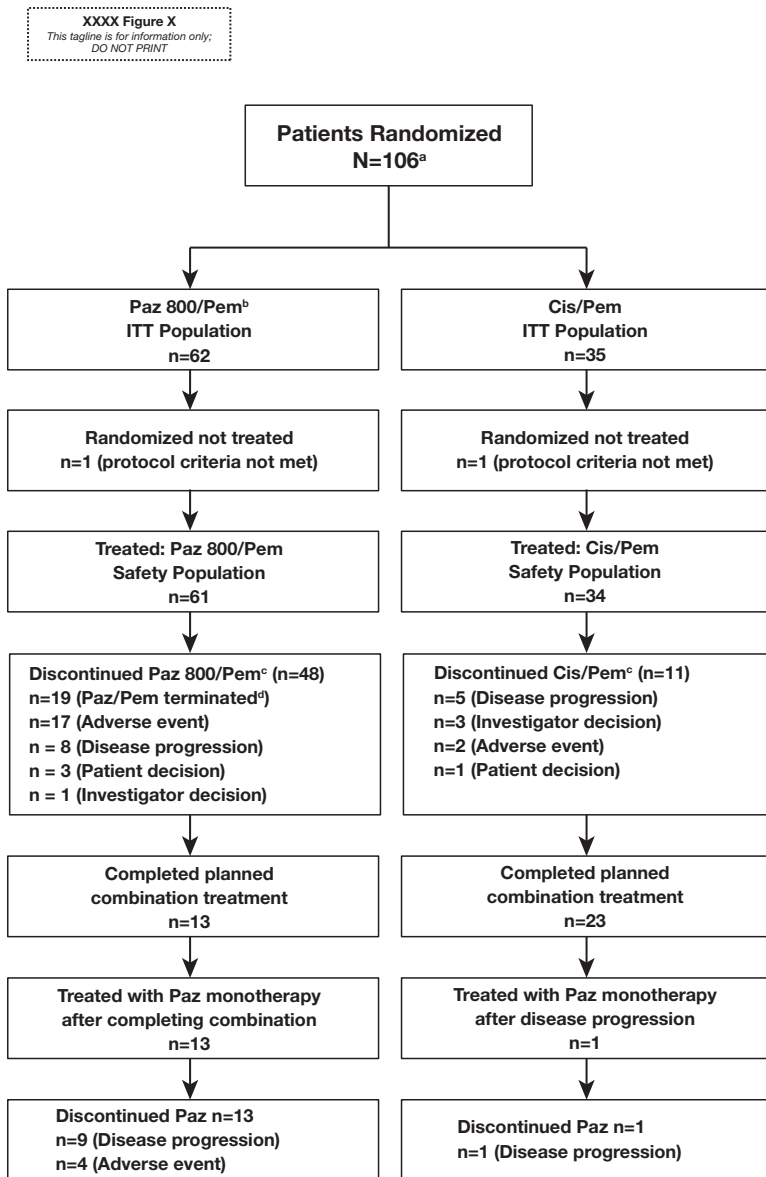 XXXX Figure X
This tagline is for information only;
DO NOT PRINT
Patients Randomized
N=106ᵃ
Paz 800/Pemᵇ
ITT Population
n=62
Cis/Pem
ITT Population
n=35
Randomized not treated
n=1 (protocol criteria not met)
Randomized not treated
n=1 (protocol criteria not met)
Treated: Paz 800/Pem
Safety Population
n=61
Treated: Cis/Pem
Safety Population
n=34
Discontinued Paz 800/Pemᶜ (n=48)
n=19 (Paz/Pem terminatedᵈ)
n=17 (Adverse event)
n = 8 (Disease progression)
n = 3 (Patient decision)
n = 1 (Investigator decision)
Discontinued Cis/Pemᶜ (n=11)
n=5 (Disease progression)
n=3 (Investigator decision)
n=2 (Adverse event)
n=1 (Patient decision)
Completed planned
combination treatment
n=13
Completed planned
combination treatment
n=23
Treated with Paz monotherapy
after completing combination
n=13
Treated with Paz monotherapy
after disease progression
n=1
Discontinued Paz n=13
n=9 (Disease progression)
n=4 (Adverse event)
Discontinued Paz n=1
n=1 (Disease progression)